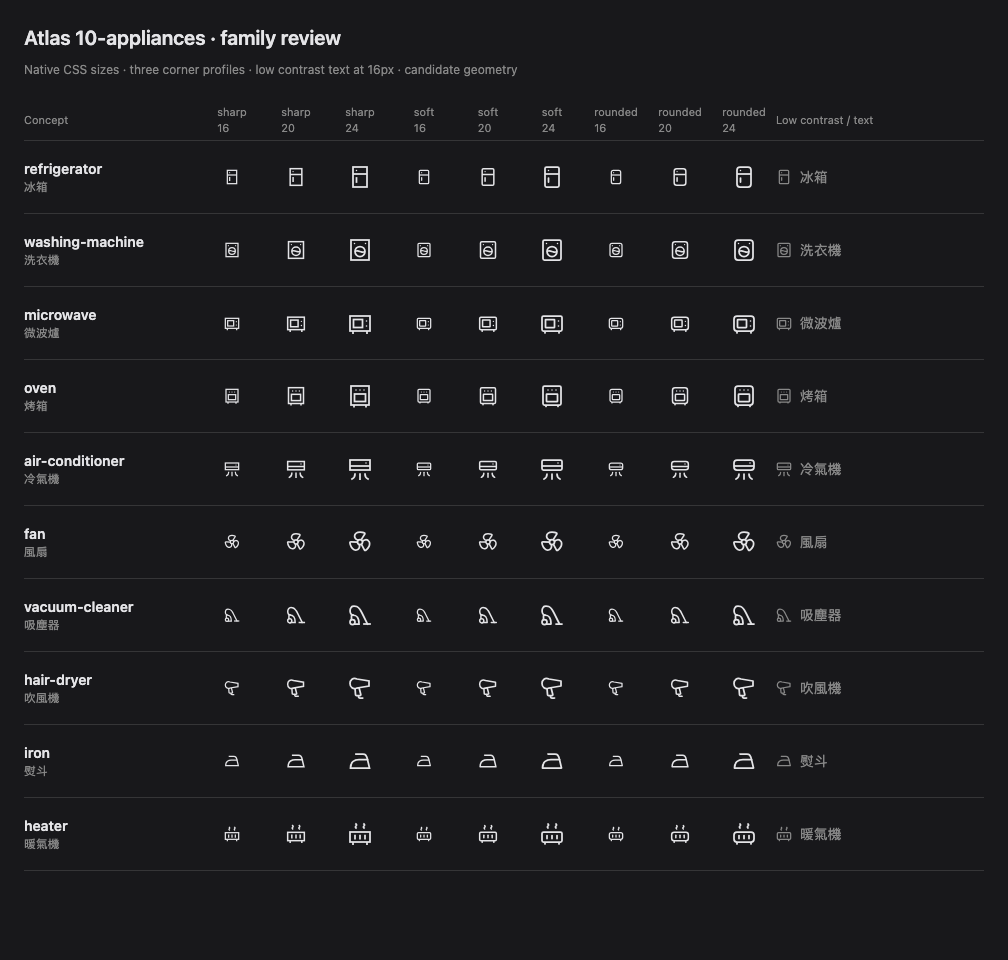 Atlas 10-appliances · family review
Native CSS sizes · three corner profiles · low contrast text at 16px · candidate geometry
Concept sharp 16 sharp 20 sharp 24 soft 16 soft 20 soft 24 rounded 16 rounded 20 rounded 24 Low contrast / text
refrigerator
冰箱 冰箱
washing-machine
洗衣機 洗衣機
microwave
微波爐 微波爐
oven
烤箱 烤箱
air-conditioner
冷氣機 冷氣機
fan
風扇 風扇
vacuum-cleaner
吸塵器 吸塵器
hair-dryer
吹風機 吹風機
iron
熨斗 熨斗
heater
暖氣機 暖氣機